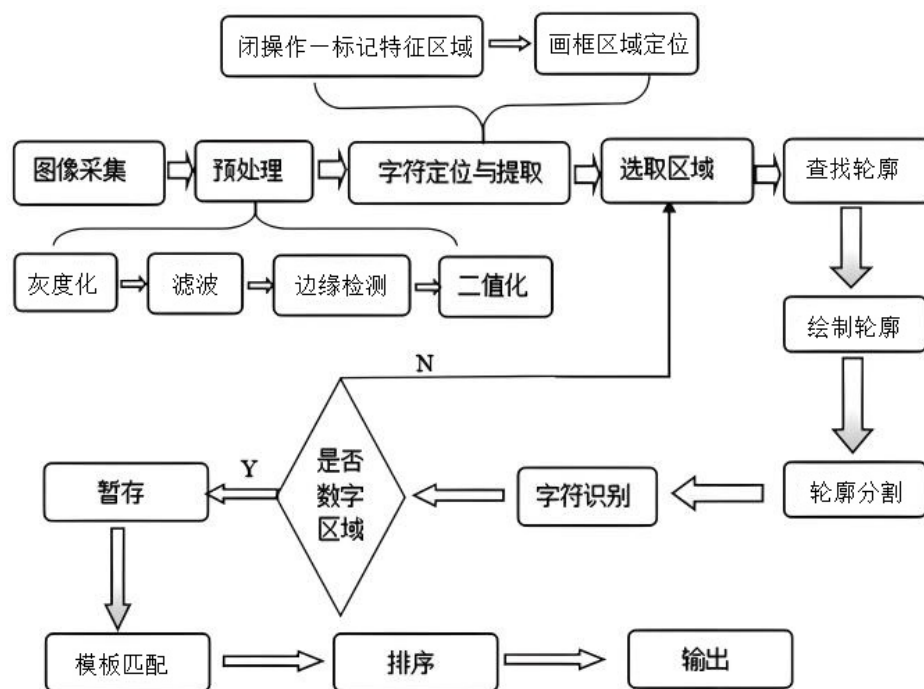 闭操作一标记特征区域
画框区域定位
图像采集
预处理
字符定位与提取
选取区域
查找轮廓
灰度化
滤波
边缘检测
二值化
绘制轮廓
N
是否
数字
区域
Y
暂存
字符识别
轮廓分割
模板匹配
排序
输出